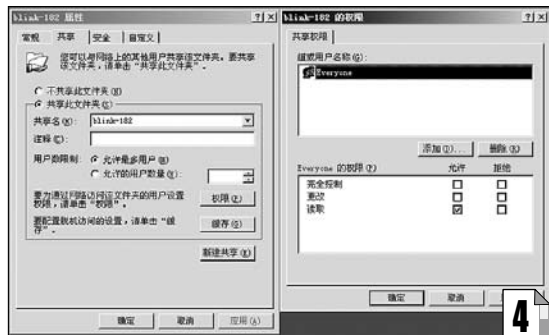 blink-182 属性
常规 共享 安全 自定义
您可以与网络上的其他用户共享该文件夹。要共享
该文件夹，请单击“共享此文件夹”。
不共享此文件夹(N)
共享此文件夹(S)
共享名(H): blink-182
注释(C):
用户数限制: 允许最多用户(M)
允许的用户数量(E):
要为通过网络访问该文件夹的用户设置
权限，请单击“权限”。
权限(P)
要配置脱机访问的设置，请单击“缓
存”。
缓存(G)
新建共享(W)
确定 取消 应用(A)
blink-182 的权限
共享权限
组或用户名称(G):
Everyone
添加(D)... 删除(R)
Everyone 的权限(P) 允许 拒绝
完全控制
更改
读取
确定 取消
4